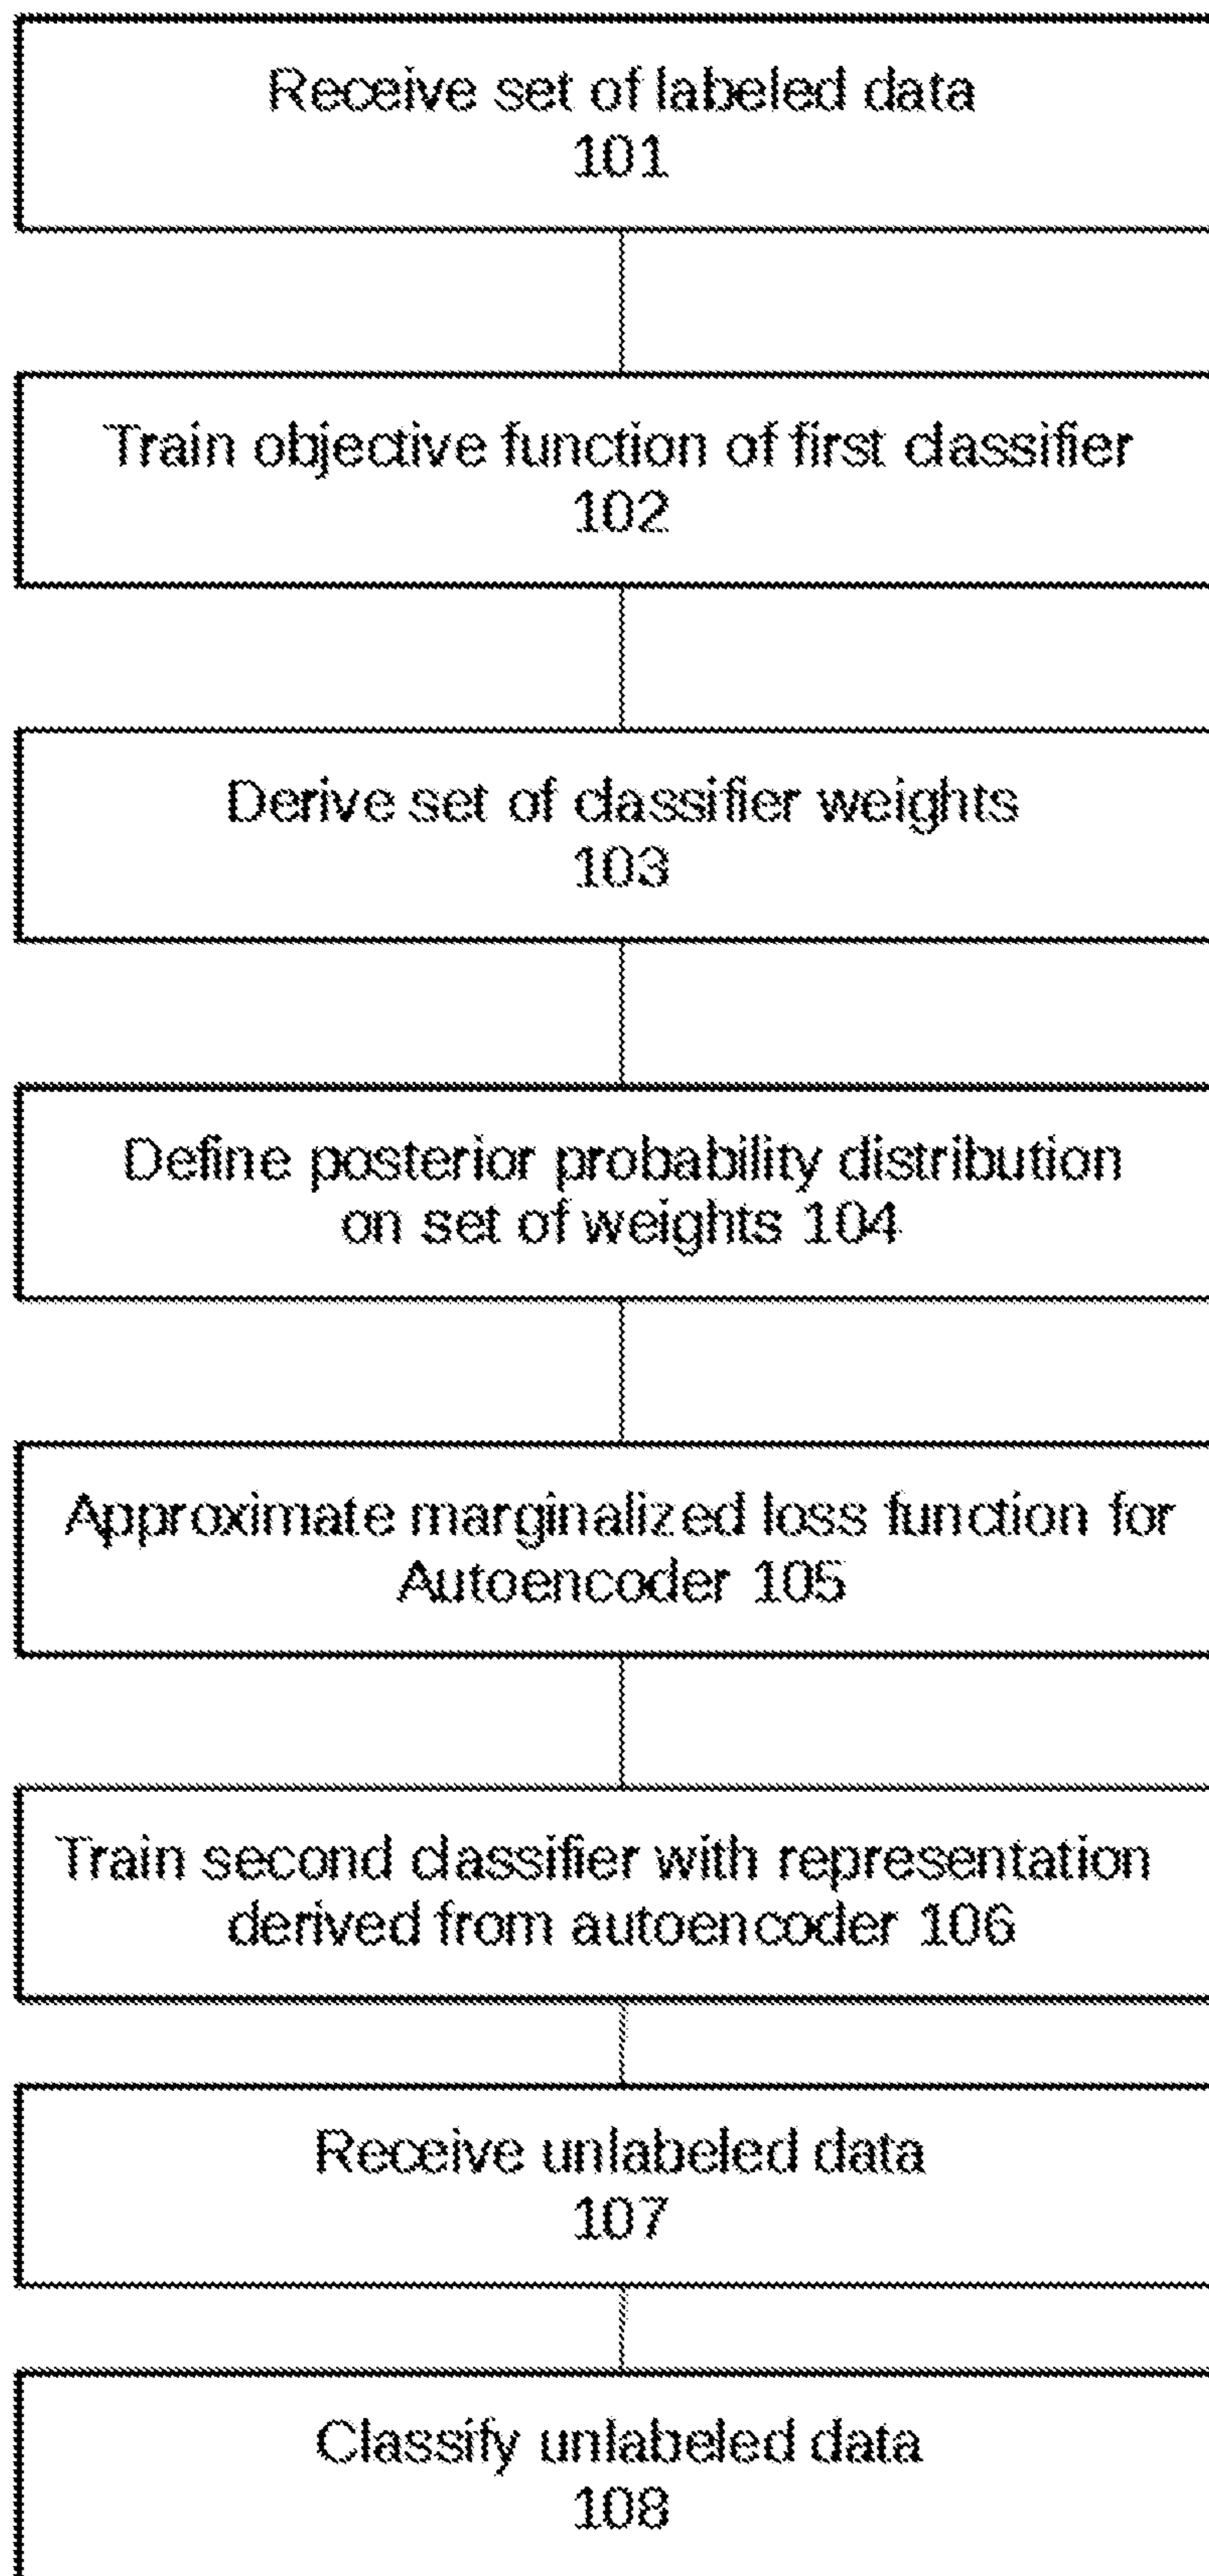 Receive set of labeled data
101
Train objective function of first classifier
102
Derive set of classifier weights
103
Define posterior probability distribution
on set of weights 104
Approximate marginalized loss function for
Autoencoder 105
Train second classifier with representation
derived from autoencoder 106
Receive unlabeled data
107
Classify unlabeled data
108